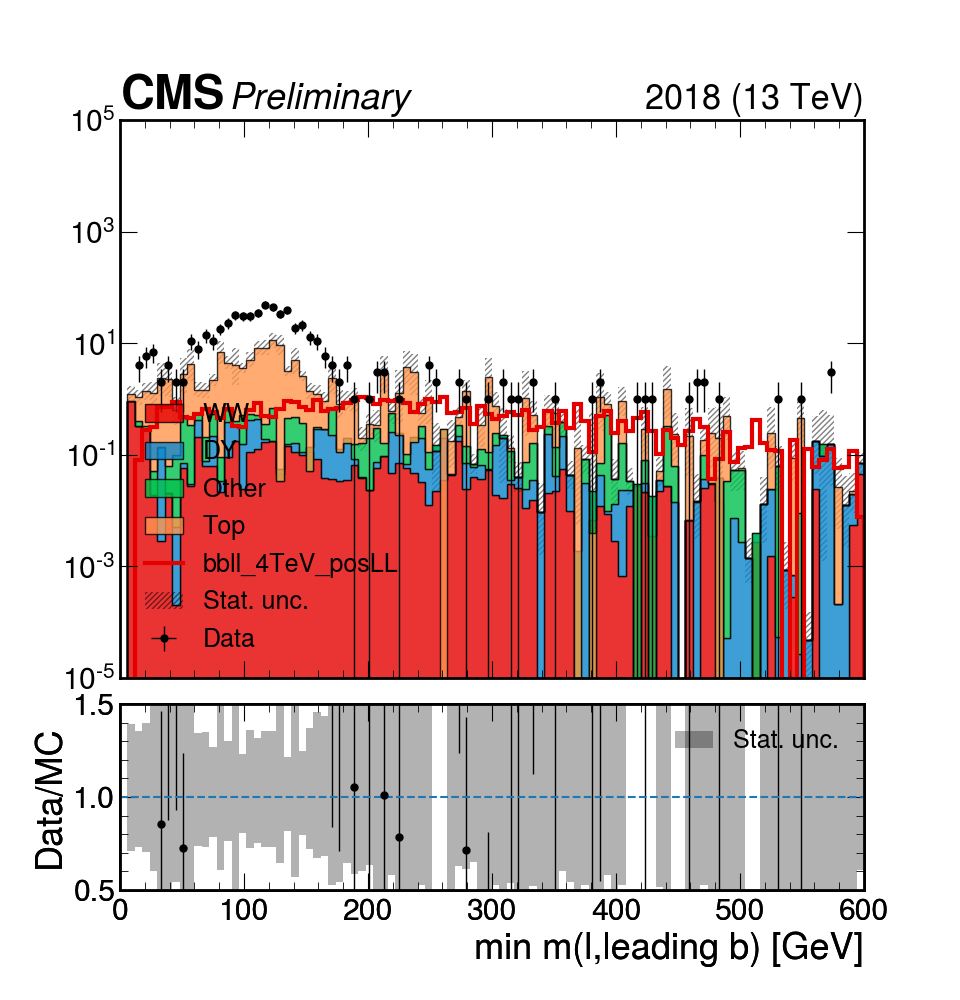 CMS Preliminary 2018 (13 TeV)
10^5
10^3
10^1
10^-1
10^-3
10^-5
WW
DY
Other
Top
bbll_4TeV_posLL
Stat. unc.
Data
1.5
1.0
0.5
Data/MC
Stat. unc.
0 100 200 300 400 500 600
min m(l,leading b) [GeV]